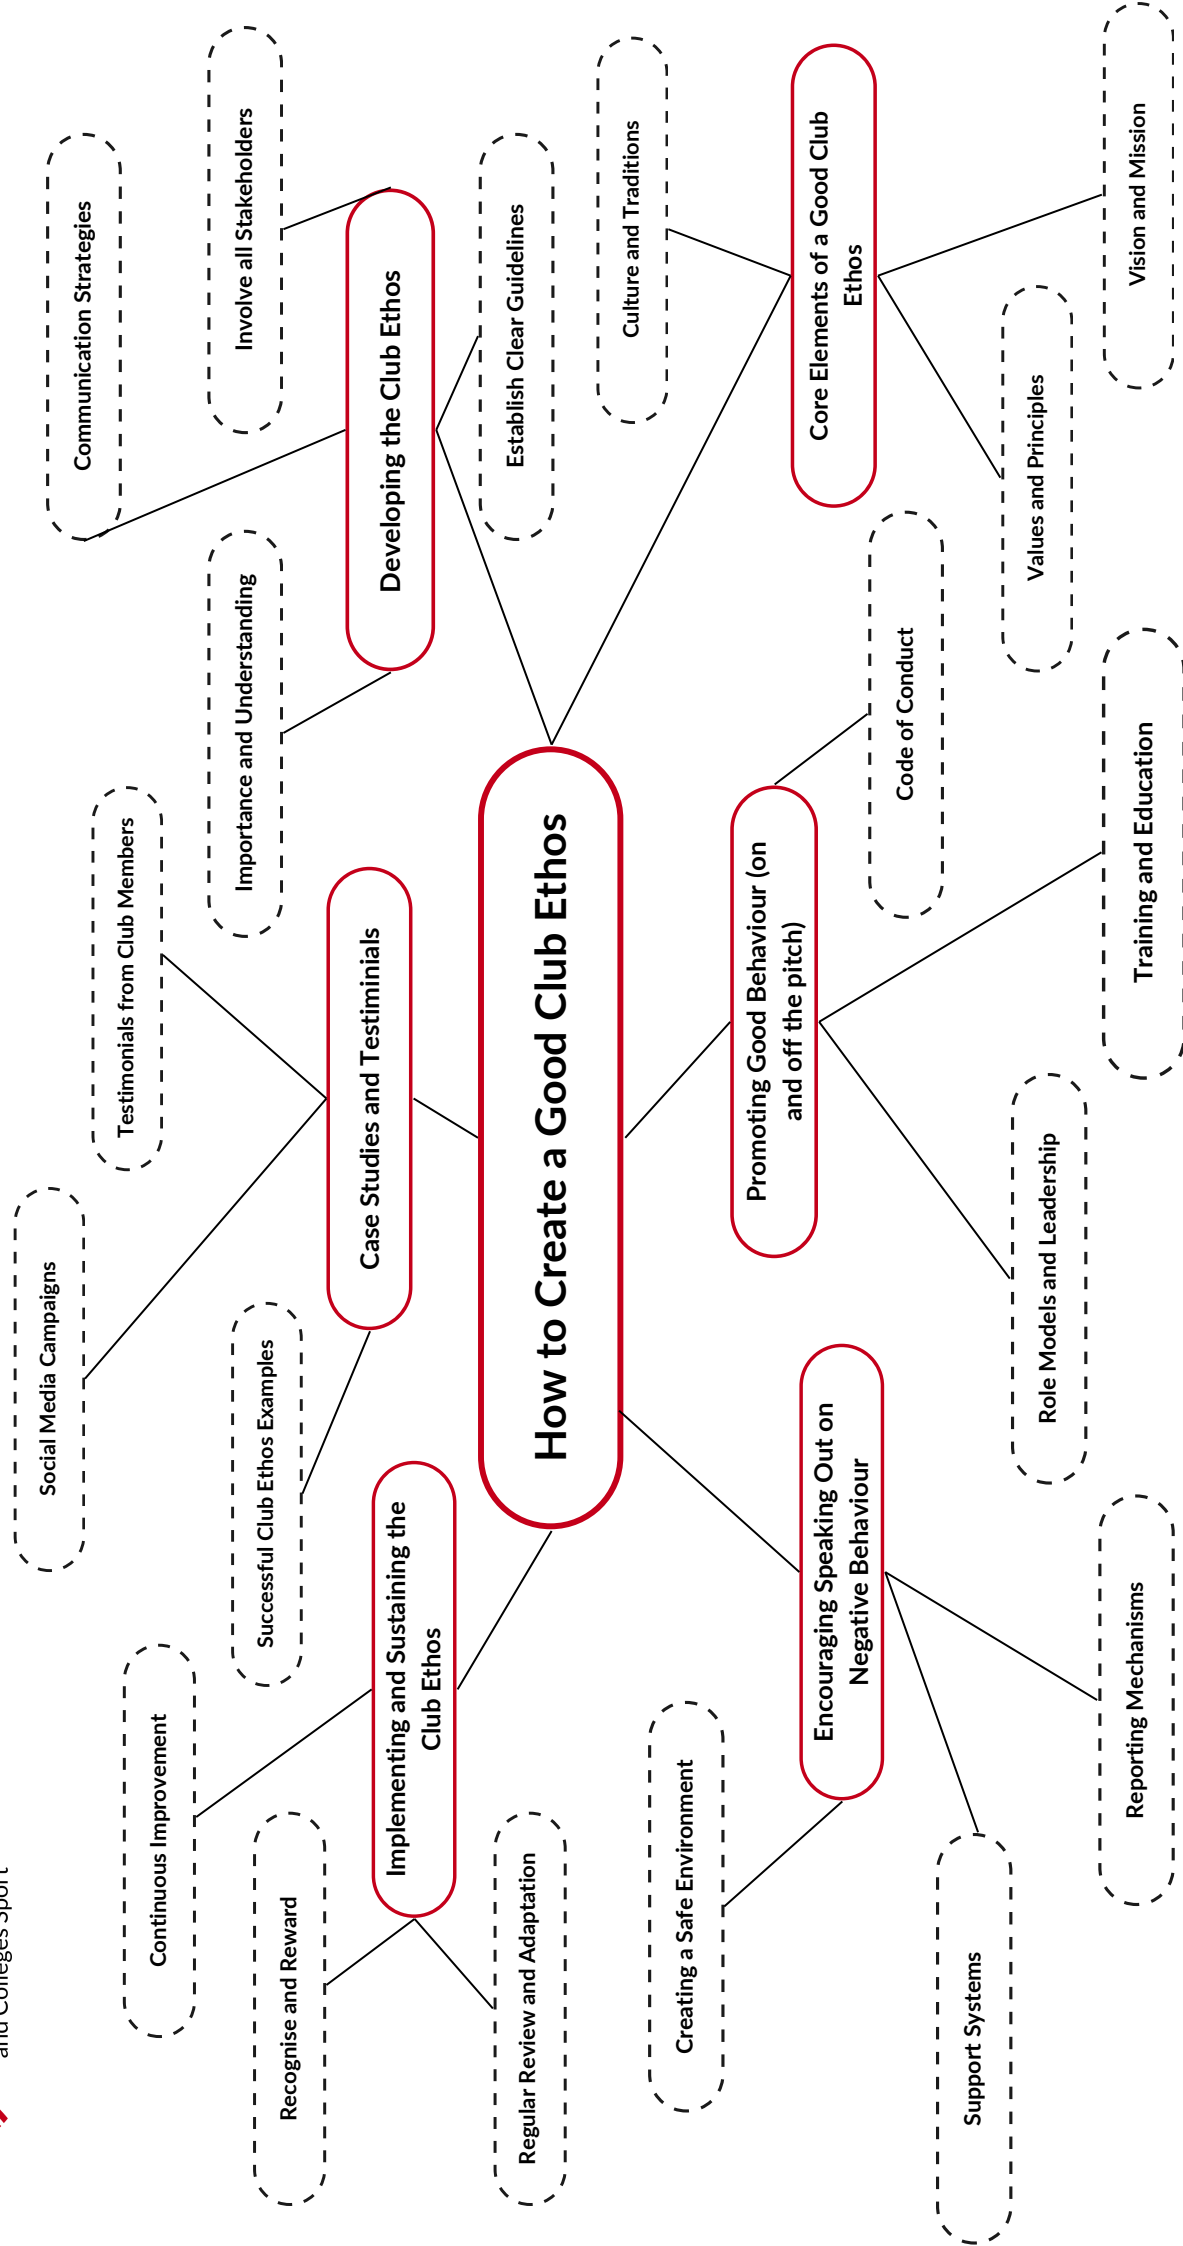 and Colleges Sport
Social Media Campaigns
Communication Strategies
Testimonials from Club Members
Continuous Improvement
Importance and Understanding
Involve all Stakeholders
Successful Club Ethos Examples
Recognise and Reward
Case Studies and Testiminials
Developing the Club Ethos
Implementing and Sustaining the
Club Ethos
Establish Clear Guidelines
Regular Review and Adaptation
How to Create a Good Club Ethos
Culture and Traditions
Creating a Safe Environment
Promoting Good Behaviour (on
and off the pitch)
Core Elements of a Good Club
Ethos
Encouraging Speaking Out on
Negative Behaviour
Code of Conduct
Support Systems
Values and Principles
Role Models and Leadership
Reporting Mechanisms
Training and Education
Vision and Mission